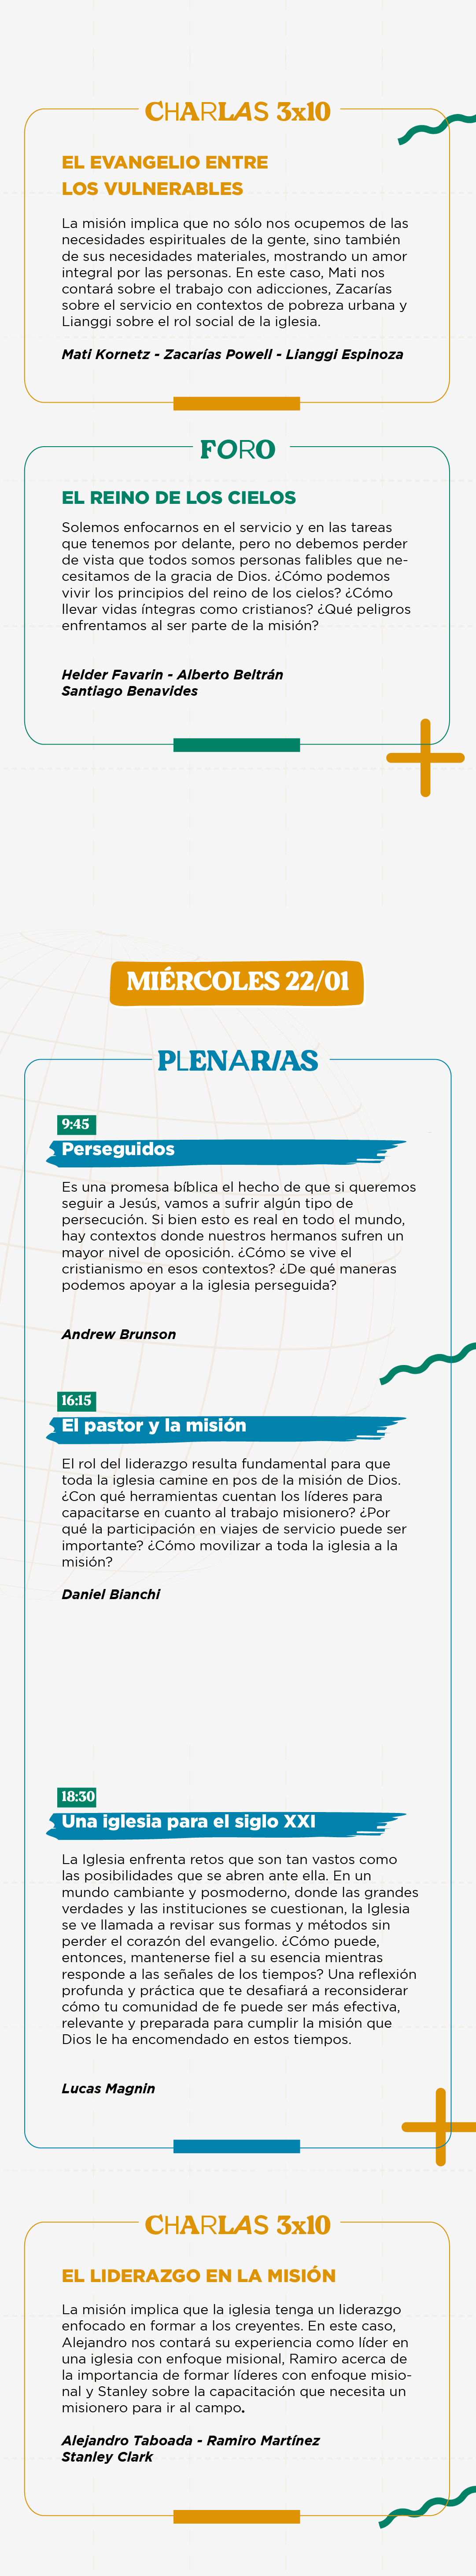 CHARLAS 3x10
EL EVANGELIO ENTRE
LOS VULNERABLES
La misión implica que no sólo nos ocupemos de las
necesidades espirituales de la gente, sino también
de sus necesidades materiales, mostrando un amor
integral por las personas. En este caso, Mati nos
contará sobre el trabajo con adicciones, Zacarías
sobre el servicio en contextos de pobreza urbana y
Lianggi sobre el rol social de la iglesia.
Mati Kornetz - Zacarías Powell - Lianggi Espinoza
FORO
EL REINO DE LOS CIELOS
Solemos enfocarnos en el servicio y en las tareas
que tenemos por delante, pero no debemos perder
de vista que todos somos personas falibles que ne-
cesitamos de la gracia de Dios. ¿Cómo podemos
vivir los principios del reino de los cielos? ¿Cómo
llevar vidas íntegras como cristianos? ¿Qué peligros
enfrentamos al ser parte de la misión?
Helder Favarin - Alberto Beltrán
Santiago Benavides
MIÉRCOLES 22/01
PLENARIAS
9:45
Perseguidos
Es una promesa bíblica el hecho de que si queremos
seguir a Jesús, vamos a sufrir algún tipo de
persecución. Si bien esto es real en todo el mundo,
hay contextos donde nuestros hermanos sufren un
mayor nivel de oposición. ¿Cómo se vive el
cristianismo en esos contextos? ¿De qué maneras
podemos apoyar a la iglesia perseguida?
Andrew Brunson
16:15
El pastor y la misión
El rol del liderazgo resulta fundamental para que
toda la iglesia camine en pos de la misión de Dios.
¿Con qué herramientas cuentan los líderes para
capacitarse en cuanto al trabajo misionero? ¿Por
qué la participación en viajes de servicio puede ser
importante? ¿Cómo movilizar a toda la iglesia a la
misión?
Daniel Bianchi
18:30
Una iglesia para el siglo XXI
La Iglesia enfrenta retos que son tan vastos como
las posibilidades que se abren ante ella. En un
mundo cambiante y posmoderno, donde las grandes
verdades y las instituciones se cuestionan, la Iglesia
se ve llamada a revisar sus formas y métodos sin
perder el corazón del evangelio. ¿Cómo puede,
entonces, mantenerse fiel a su esencia mientras
responde a las señales de los tiempos? Una reflexión
profunda y práctica que te desafiará a reconsiderar
cómo tu comunidad de fe puede ser más efectiva,
relevante y preparada para cumplir la misión que
Dios le ha encomendado en estos tiempos.
Lucas Magnin
CHARLAS 3x10
EL LIDERAZGO EN LA MISIÓN
La misión implica que la iglesia tenga un liderazgo
enfocado en formar a los creyentes. En este caso,
Alejandro nos contará su experiencia como líder en
una iglesia con enfoque misional, Ramiro acerca de
la importancia de formar líderes con enfoque misio-
nal y Stanley sobre la capacitación que necesita un
misionero para ir al campo.
Alejandro Taboada - Ramiro Martínez
Stanley Clark